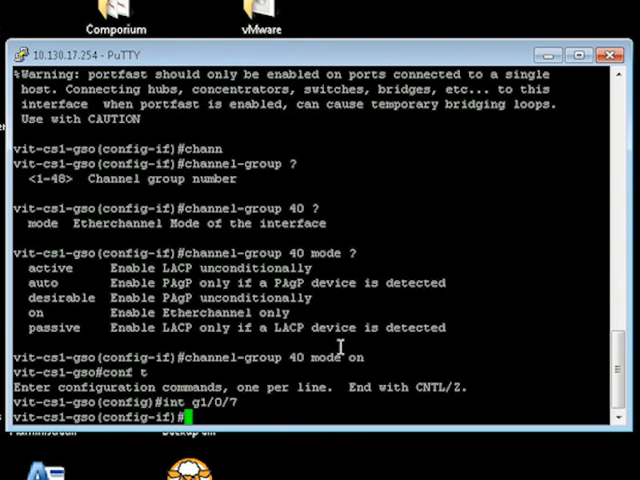 Comporium
vMware
10.130.17.254 - PuTTY
%Warning: portfast should only be enabled on ports connected to a single
host. Connecting hubs, concentrators, switches, bridges, etc... to this
interface  when portfast is enabled, can cause temporary bridging loops.
Use with CAUTION
vit-cs1-gso(config-if)#chann
vit-cs1-gso(config-if)#channel-group ?
<1-48>  Channel group number
vit-cs1-gso(config-if)#channel-group 40 ?
mode  Etherchannel Mode of the interface
vit-cs1-gso(config-if)#channel-group 40 mode ?
active     Enable LACP unconditionally
auto       Enable PAgP only if a PAgP device is detected
desirable  Enable PAgP unconditionally
on         Enable Etherchannel only
passive    Enable LACP only if a LACP device is detected
vit-cs1-gso(config-if)#channel-group 40 mode on
vit-cs1-gso#conf t
Enter configuration commands, one per line.  End with CNTL/Z.
vit-cs1-gso(config)#int g1/0/7
vit-cs1-gso(config-if)#